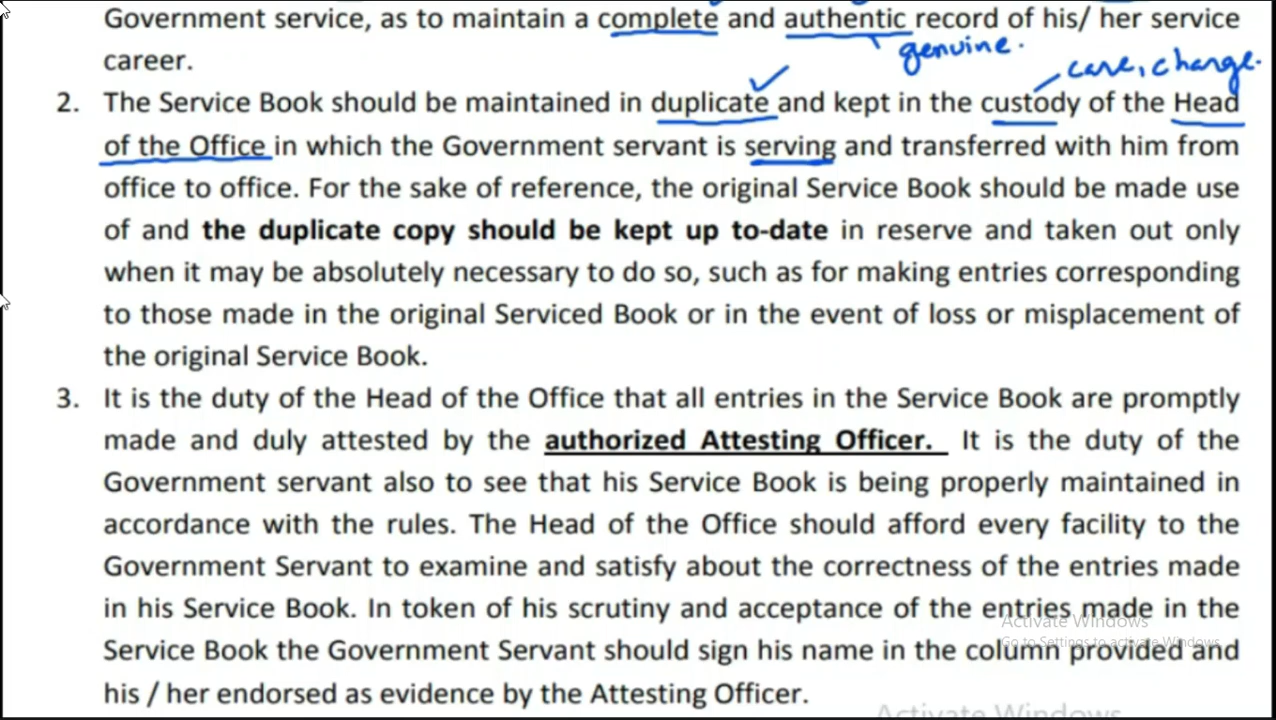 Government service, as to maintain a complete and authentic record of his/ her service
genuine.
career.
care, change.
2. The Service Book should be maintained in duplicate and kept in the custody of the Head
of the Office in which the Government servant is serving and transferred with him from
office to office. For the sake of reference, the original Service Book should be made use
of and the duplicate copy should be kept up to-date in reserve and taken out only
when it may be absolutely necessary to do so, such as for making entries corresponding
to those made in the original Serviced Book or in the event of loss or misplacement of
the original Service Book.
3. It is the duty of the Head of the Office that all entries in the Service Book are promptly
made and duly attested by the authorized Attesting Officer. It is the duty of the
Government servant also to see that his Service Book is being properly maintained in
accordance with the rules. The Head of the Office should afford every facility to the
Government Servant to examine and satisfy about the correctness of the entries made
in his Service Book. In token of his scrutiny and acceptance of the entries made in the
Activate Windows
Go to Settings to activate Windows.
Service Book the Government Servant should sign his name in the column provided and
his / her endorsed as evidence by the Attesting Officer.
Activate Windows